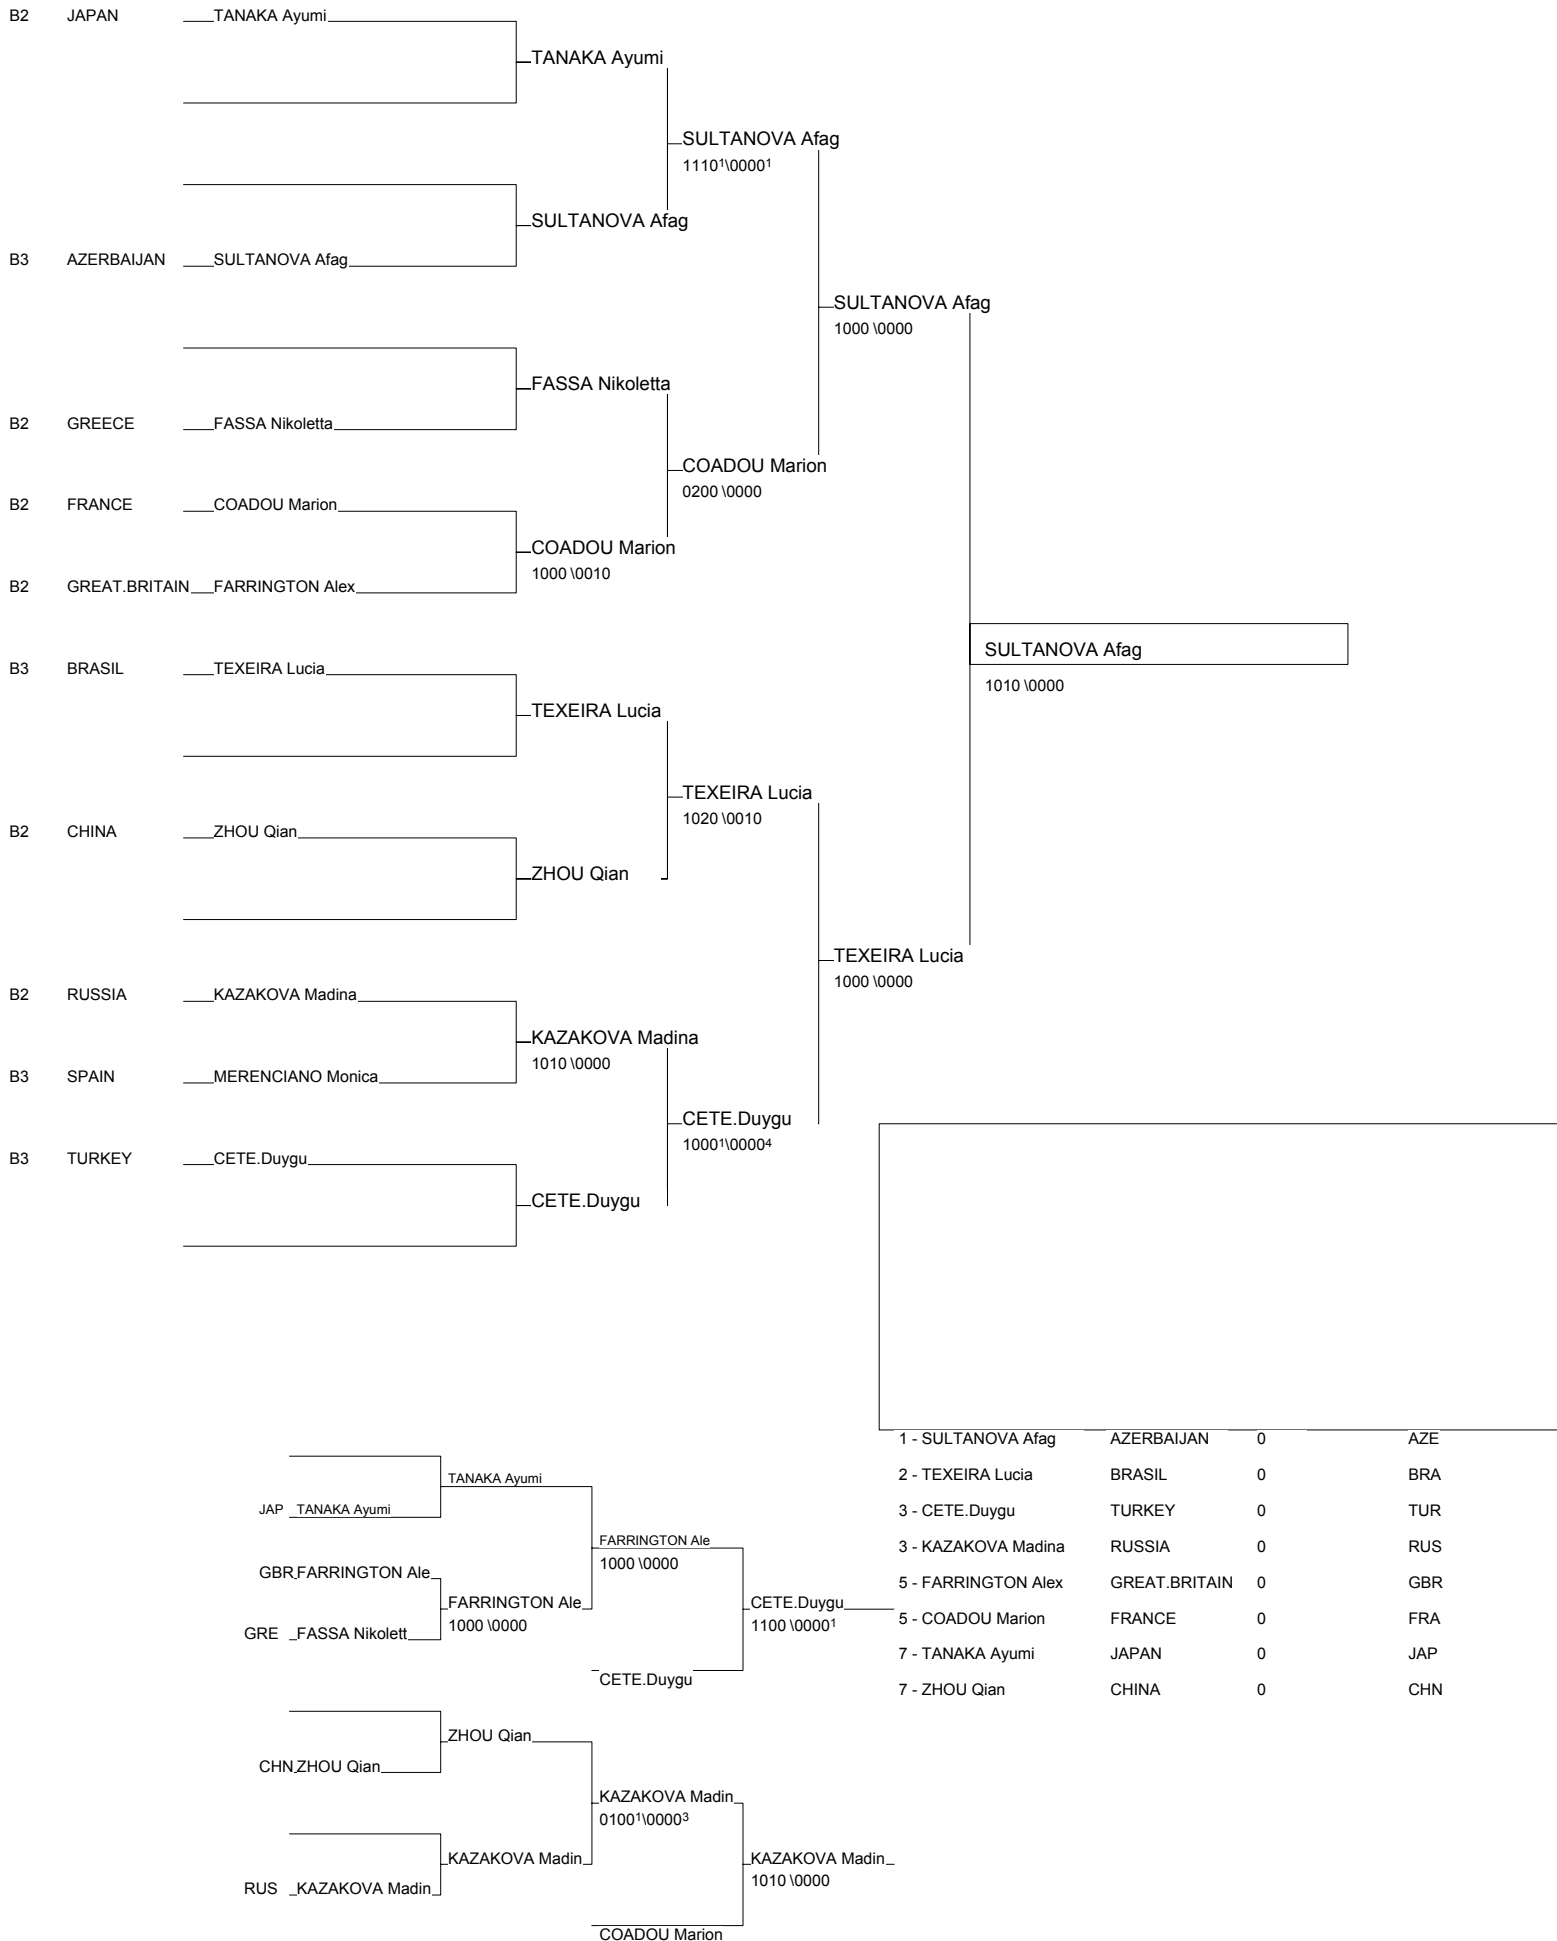 B2 JAPAN TANAKA Ayumi
TANAKA Ayumi
SULTANOVA Afag
1110¹\0000¹
SULTANOVA Afag
B3 AZERBAIJAN SULTANOVA Afag
SULTANOVA Afag
1000 \0000
FASSA Nikoletta
B2 GREECE FASSA Nikoletta
COADOU Marion
0200 \0000
B2 FRANCE COADOU Marion
COADOU Marion
1000 \0010
B2 GREAT.BRITAIN FARRINGTON Alex
SULTANOVA Afag
1010 \0000
B3 BRASIL TEXEIRA Lucia
TEXEIRA Lucia
TEXEIRA Lucia
1020 \0010
B2 CHINA ZHOU Qian
ZHOU Qian
TEXEIRA Lucia
1000 \0000
B2 RUSSIA KAZAKOVA Madina
KAZAKOVA Madina
1010 \0000
B3 SPAIN MERENCIANO Monica
CETE.Duygu
1000¹\0000⁴
B3 TURKEY CETE.Duygu
CETE.Duygu
1 - SULTANOVA Afag AZERBAIJAN 0 AZE
2 - TEXEIRA Lucia BRASIL 0 BRA
3 - CETE.Duygu TURKEY 0 TUR
3 - KAZAKOVA Madina RUSSIA 0 RUS
5 - FARRINGTON Alex GREAT.BRITAIN 0 GBR
5 - COADOU Marion FRANCE 0 FRA
7 - TANAKA Ayumi JAPAN 0 JAP
7 - ZHOU Qian CHINA 0 CHN
TANAKA Ayumi
JAP TANAKA Ayumi
FARRINGTON Ale
1000 \0000
GBR FARRINGTON Ale
FARRINGTON Ale
1000 \0000
CETE.Duygu
1100 \0000¹
GRE FASSA Nikolett
CETE.Duygu
ZHOU Qian
CHN ZHOU Qian
KAZAKOVA Madin
0100¹\0000³
KAZAKOVA Madin
KAZAKOVA Madin
1010 \0000
RUS KAZAKOVA Madin
COADOU Marion